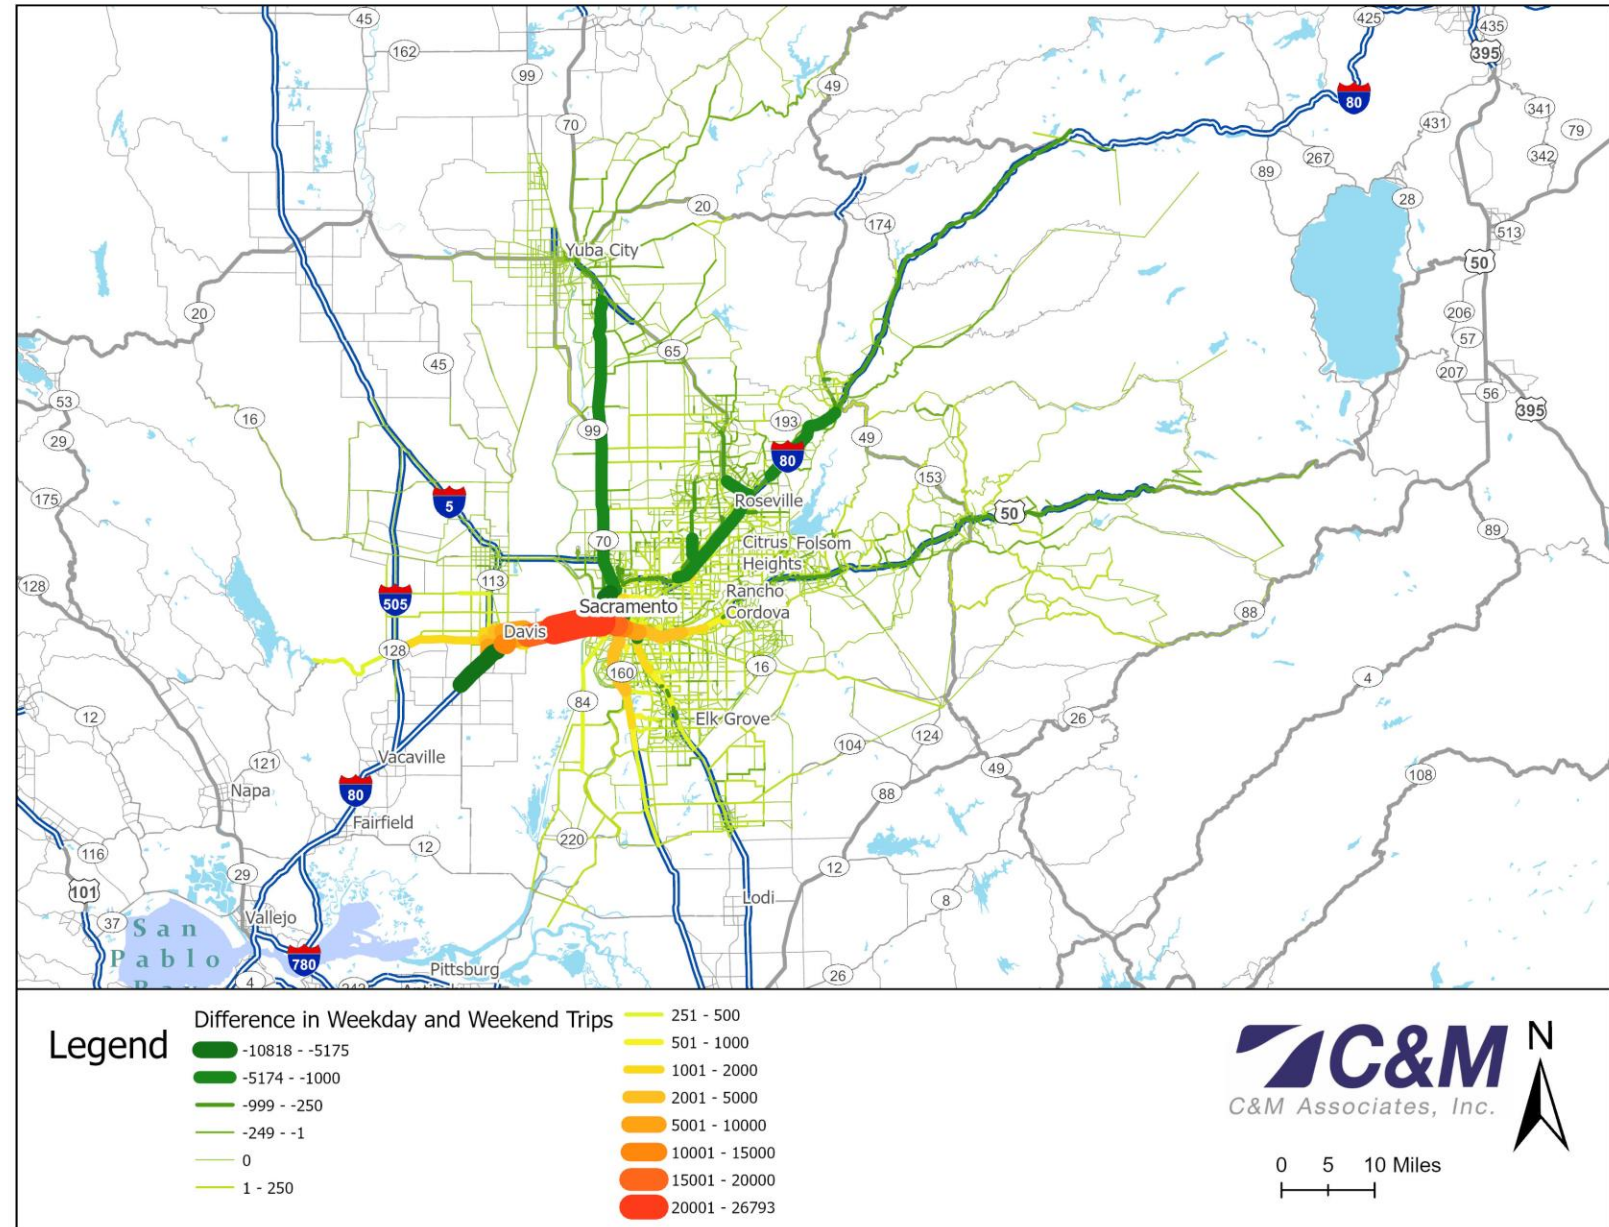 45
162
99
70
49
425
435
395
80
341
431
79
267
342
89
28
20
174
513
50
Yuba City
20
206
57
65
45
207
56
53
395
16
193
99
49
29
80
153
175
Roseville
5
50
70
Citrus Folsom
Heights
89
113
128
505
Rancho
Cordova
Sacramento
88
Davis
128
16
160
4
84
12
Elk Grove
26
124
104
Vacaville
121
49
108
Napa
80
88
Fairfield
220
12
116
12
29
101
Lodi
8
Vallejo
37
San
Pablo
780
Pittsburg
26
4
Legend
Difference in Weekday and Weekend Trips
-10818 - -5175
-5174 - -1000
-999 - -250
-249 - -1
0
1 - 250
251 - 500
501 - 1000
1001 - 2000
2001 - 5000
5001 - 10000
10001 - 15000
15001 - 20000
20001 - 26793
C&M
C&M Associates, Inc.
N
0 5 10 Miles